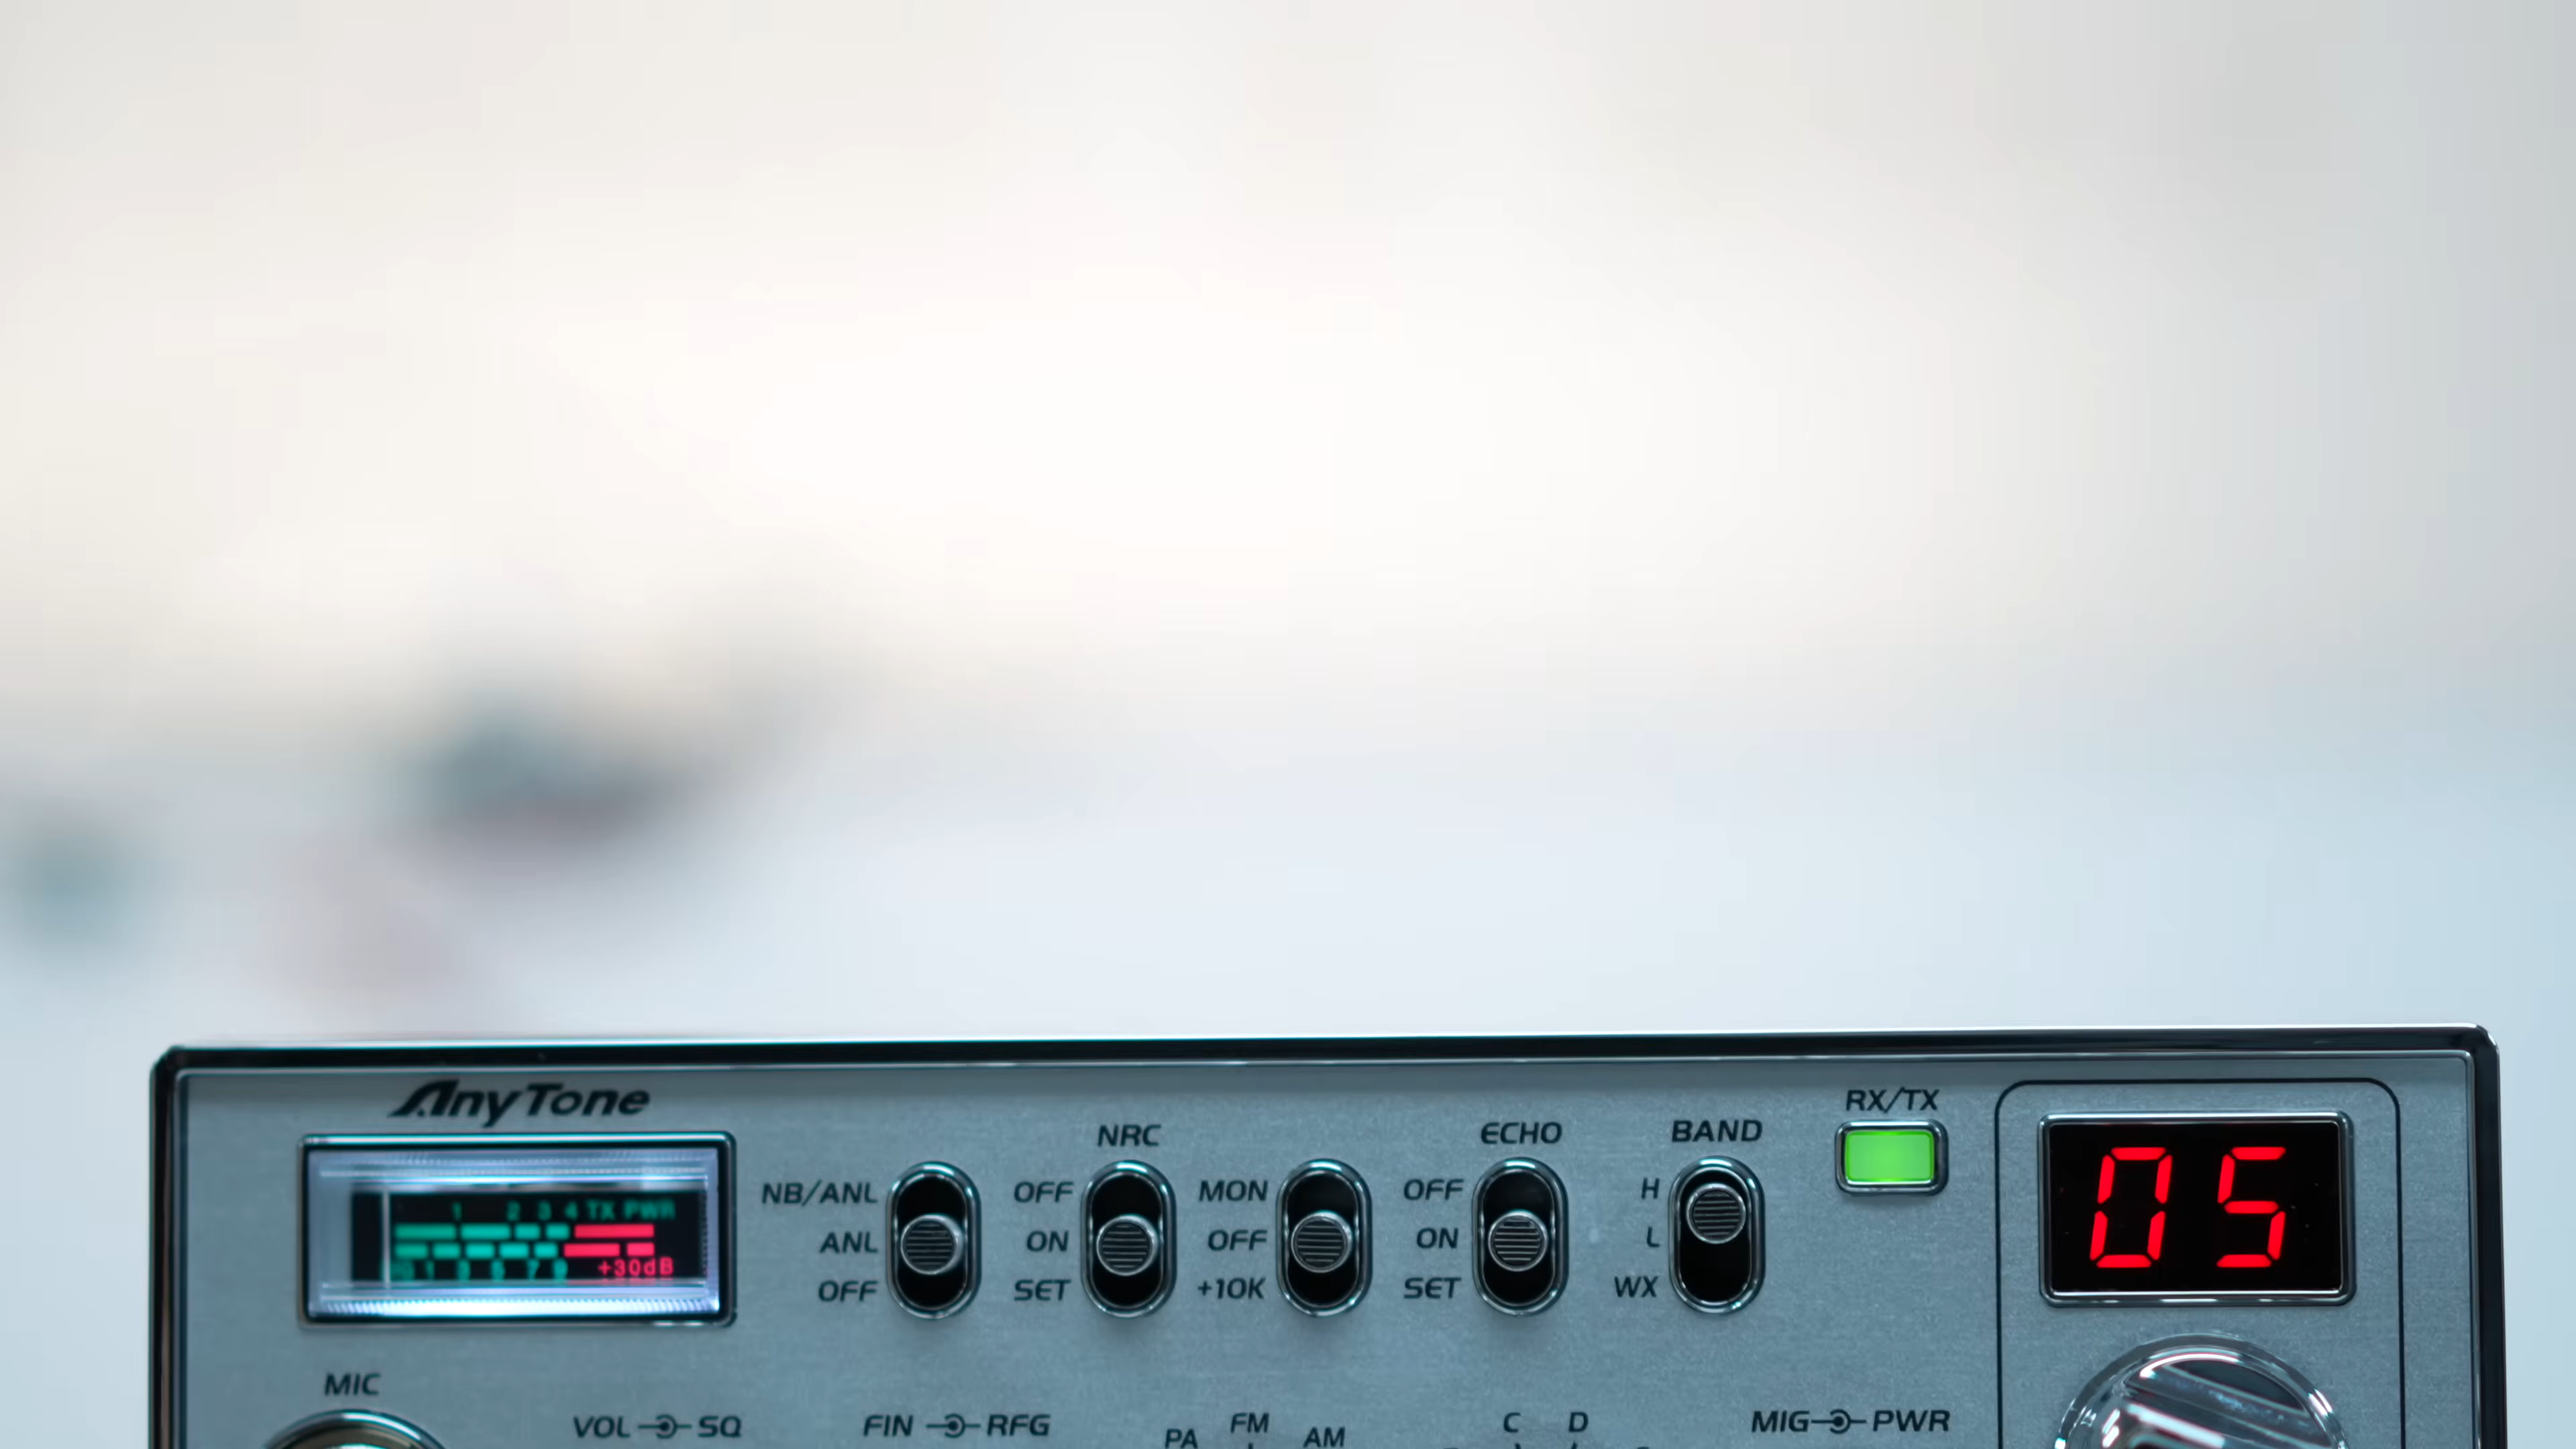 AnyTone
1 2 3 4 TX PWR
+30dB
NB/ANL
ANL
OFF
NRC
OFF
ON
SET
MON
OFF
+10K
ECHO
OFF
ON
SET
BAND
H
L
WX
RX/TX
05
MIC
VOL SQ
FIN RFG
PA FM AM
C D
MIG PWR